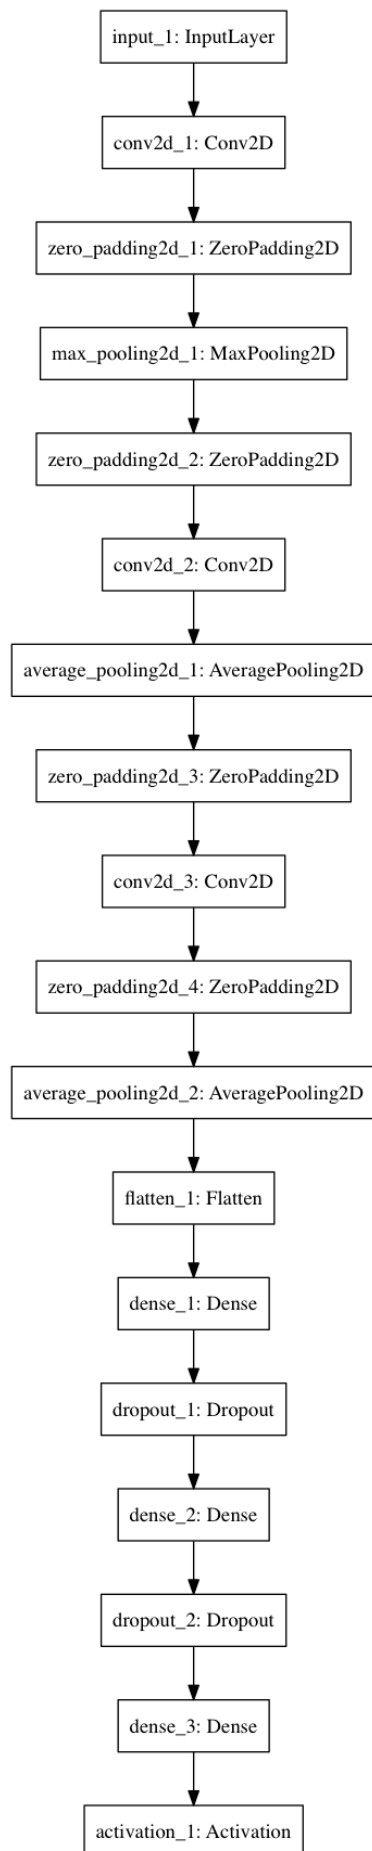 input_1: InputLayer
conv2d_1: Conv2D
zero_padding2d_1: ZeroPadding2D
max_pooling2d_1: MaxPooling2D
zero_padding2d_2: ZeroPadding2D
conv2d_2: Conv2D
average_pooling2d_1: AveragePooling2D
zero_padding2d_3: ZeroPadding2D
conv2d_3: Conv2D
zero_padding2d_4: ZeroPadding2D
average_pooling2d_2: AveragePooling2D
flatten_1: Flatten
dense_1: Dense
dropout_1: Dropout
dense_2: Dense
dropout_2: Dropout
dense_3: Dense
activation_1: Activation